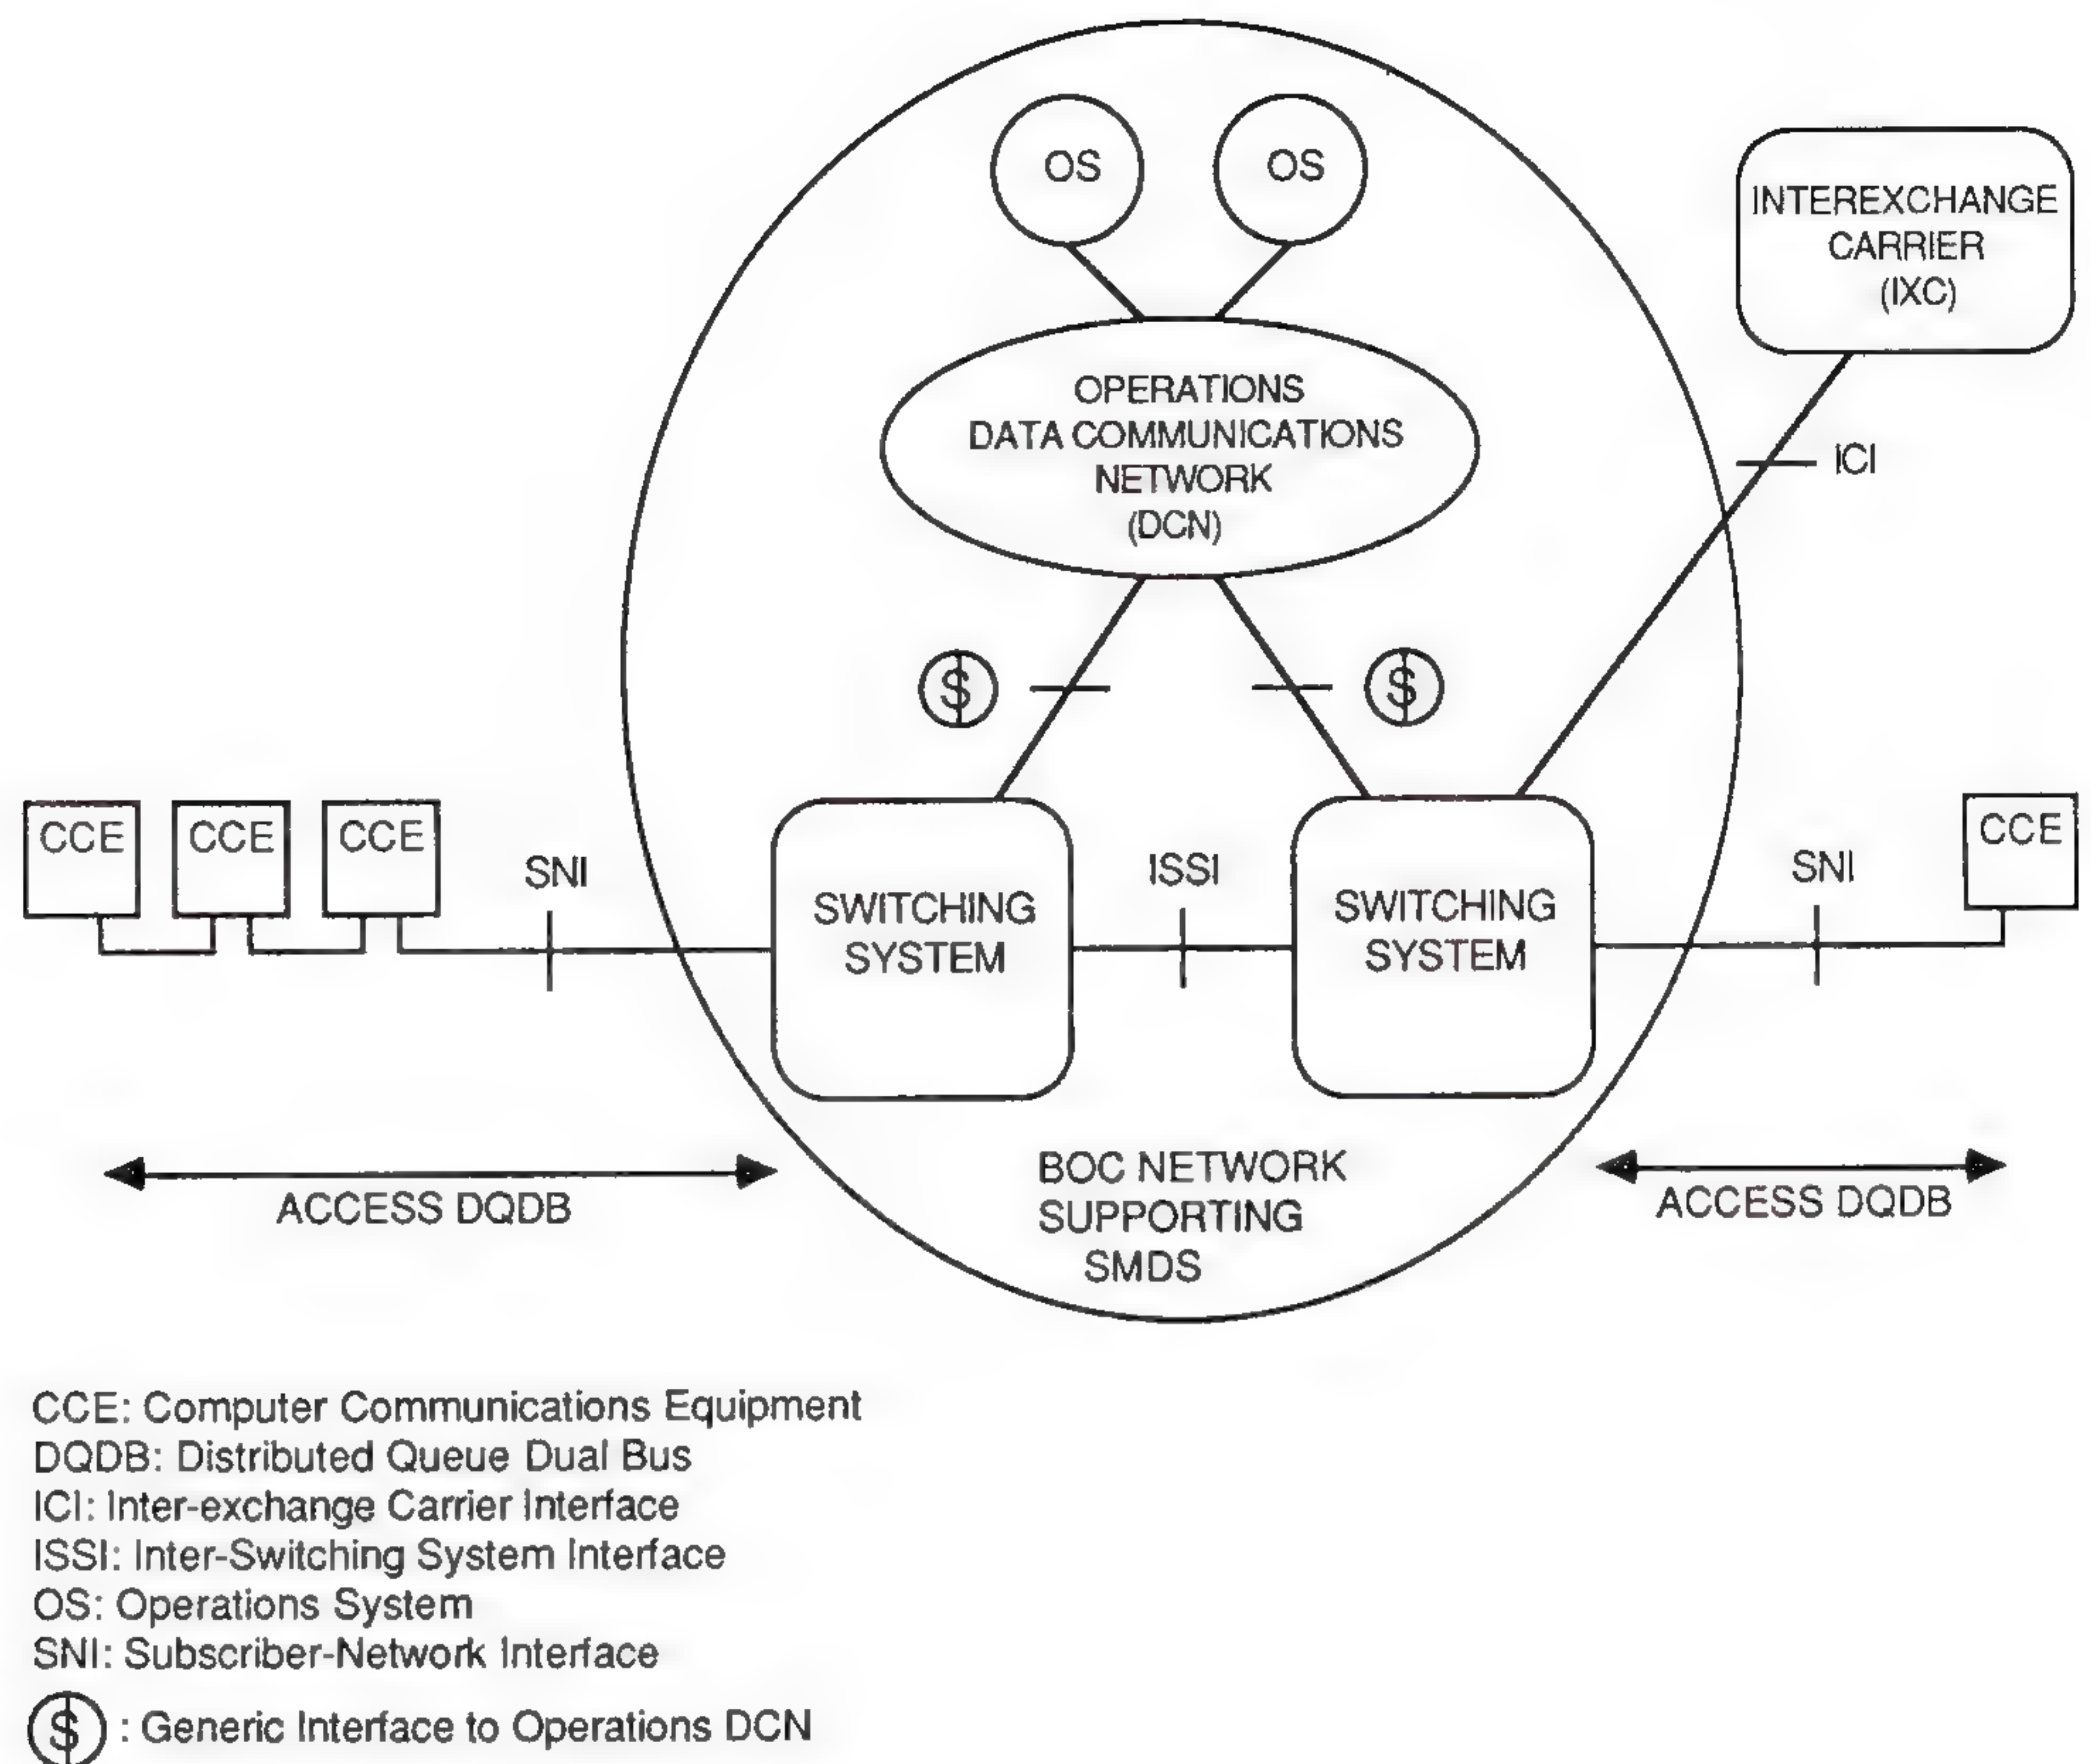 OS
OS
INTEREXCHANGE
CARRIER
(IXC)
OPERATIONS
DATA COMMUNICATIONS
NETWORK
(DCN)
ICI
$
$
CCE
CCE
CCE
SNI
SWITCHING
SYSTEM
ISSI
SWITCHING
SYSTEM
SNI
CCE
ACCESS DQDB
BOC NETWORK
SUPPORTING
SMDS
ACCESS DQDB
CCE: Computer Communications Equipment
DQDB: Distributed Queue Dual Bus
ICI: Inter-exchange Carrier Interface
ISSI: Inter-Switching System Interface
OS: Operations System
SNI: Subscriber-Network Interface
$ : Generic Interface to Operations DCN